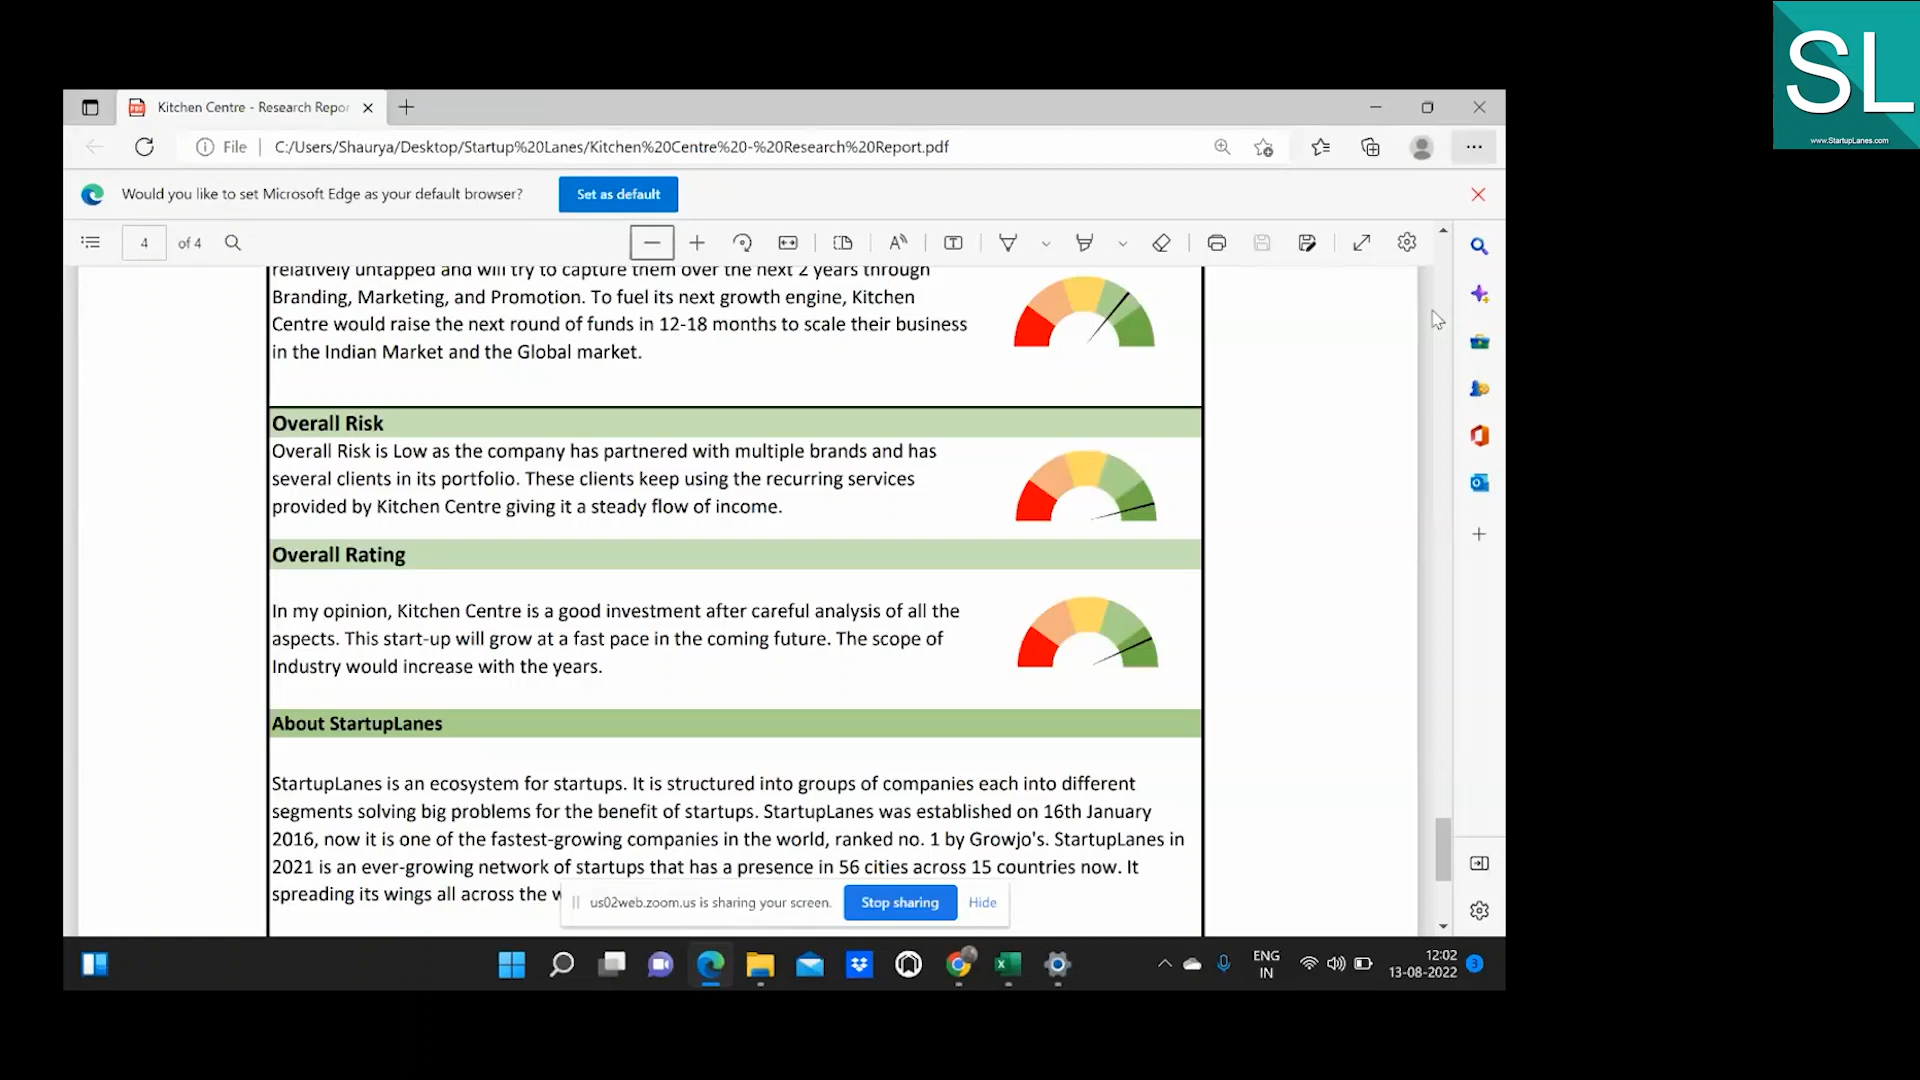 SL
www.StartupLanes.com
Kitchen Centre - Research Repor
File
C:/Users/Shaurya/Desktop/Startup%20Lanes/Kitchen%20Centre%20-%20Research%20Report.pdf
Would you like to set Microsoft Edge as your default browser?
Set as default
4 of 4
relatively untapped and will try to capture them over the next 2 years through
Branding, Marketing, and Promotion. To fuel its next growth engine, Kitchen
Centre would raise the next round of funds in 12-18 months to scale their business
in the Indian Market and the Global market.
Overall Risk
Overall Risk is Low as the company has partnered with multiple brands and has
several clients in its portfolio. These clients keep using the recurring services
provided by Kitchen Centre giving it a steady flow of income.
Overall Rating
In my opinion, Kitchen Centre is a good investment after careful analysis of all the
aspects. This start-up will grow at a fast pace in the coming future. The scope of
Industry would increase with the years.
About StartupLanes
StartupLanes is an ecosystem for startups. It is structured into groups of companies each into different
segments solving big problems for the benefit of startups. StartupLanes was established on 16th January
2016, now it is one of the fastest-growing companies in the world, ranked no. 1 by Growjo's. StartupLanes in
2021 is an ever-growing network of startups that has a presence in 56 cities across 15 countries now. It
spreading its wings all across the w
us02web.zoom.us is sharing your screen.
Stop sharing
Hide
ENG
IN
12:02
13-08-2022
3